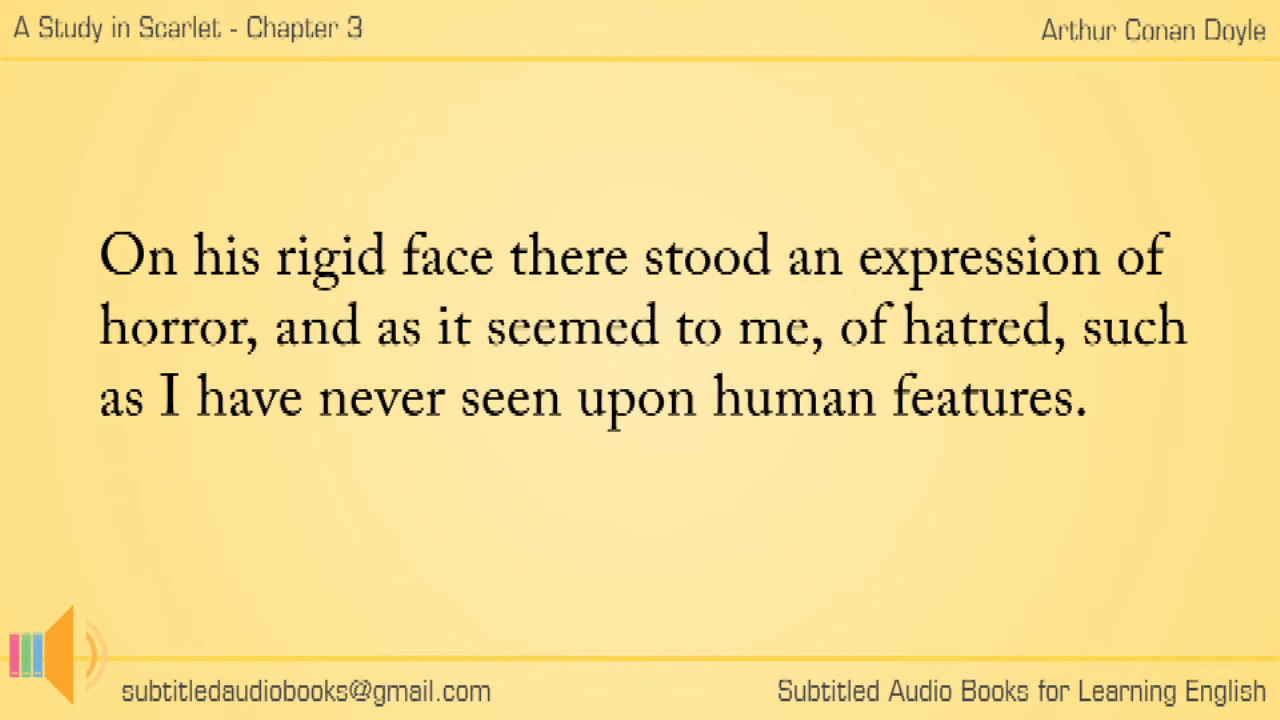 A Study in Scarlet - Chapter 3
Arthur Conan Doyle
On his rigid face there stood an expression of
horror, and as it seemed to me, of hatred, such
as I have never seen upon human features.
subtitledaudiobooks@gmail.com
Subtitled Audio Books for Learning English